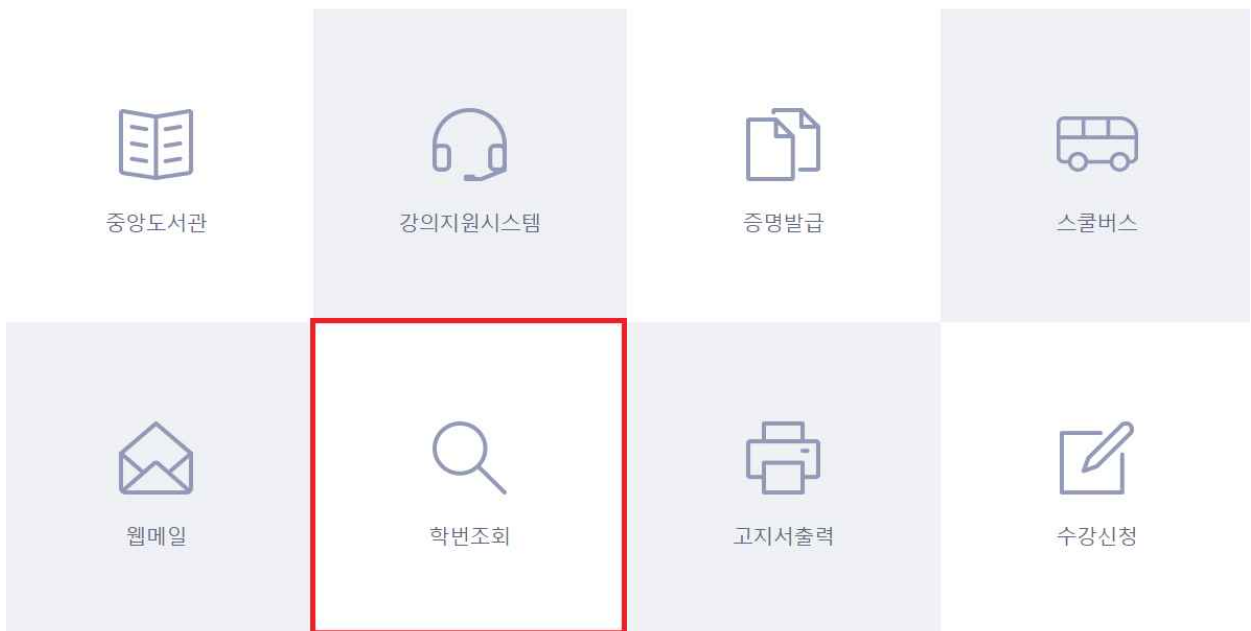 중앙도서관
강의지원시스템
증명발급
스쿨버스
웹메일
학번조회
고지서출력
수강신청